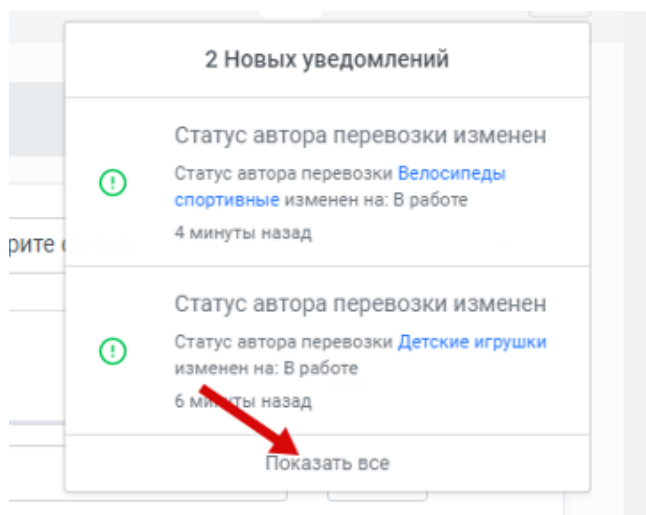 2 Новых уведомлений
Статус автора перевозки изменен
Статус автора перевозки Велосипеды
спортивные изменен на: В работе
4 минуты назад
рите
Статус автора перевозки изменен
Статус автора перевозки Детские игрушки
изменен на: В работе
6 минуты назад
Показать все